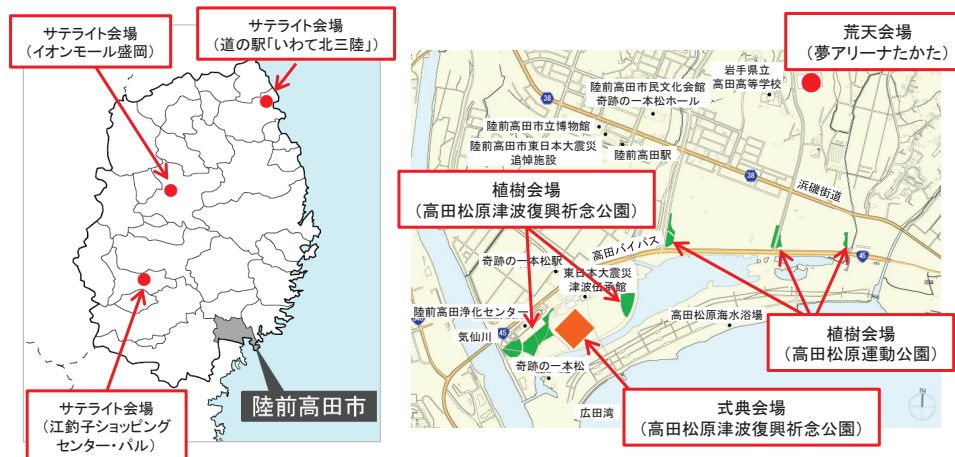 サテライト会場
(イオンモール盛岡)
サテライト会場
(道の駅「いわて北三陸」)
サテライト会場
(江釣子ショッピング
センター・パル)
陸前高田市
荒天会場
(夢アリーナたかた)
岩手県立
高田高等学校
陸前高田市民文化会館
奇跡の一本松ホール
38
陸前高田市立博物館
陸前高田市東日本大震災
追悼施設
陸前高田駅
植樹会場
(高田松原津波復興祈念公園)
38
浜磯街道
高田バイパス
45
奇跡の一本松駅
東日本大震災
津波伝承館
陸前高田浄化センター
気仙川
45
高田松原海水浴場
奇跡の一本松
植樹会場
(高田松原運動公園)
広田湾
式典会場
(高田松原津波復興祈念公園)